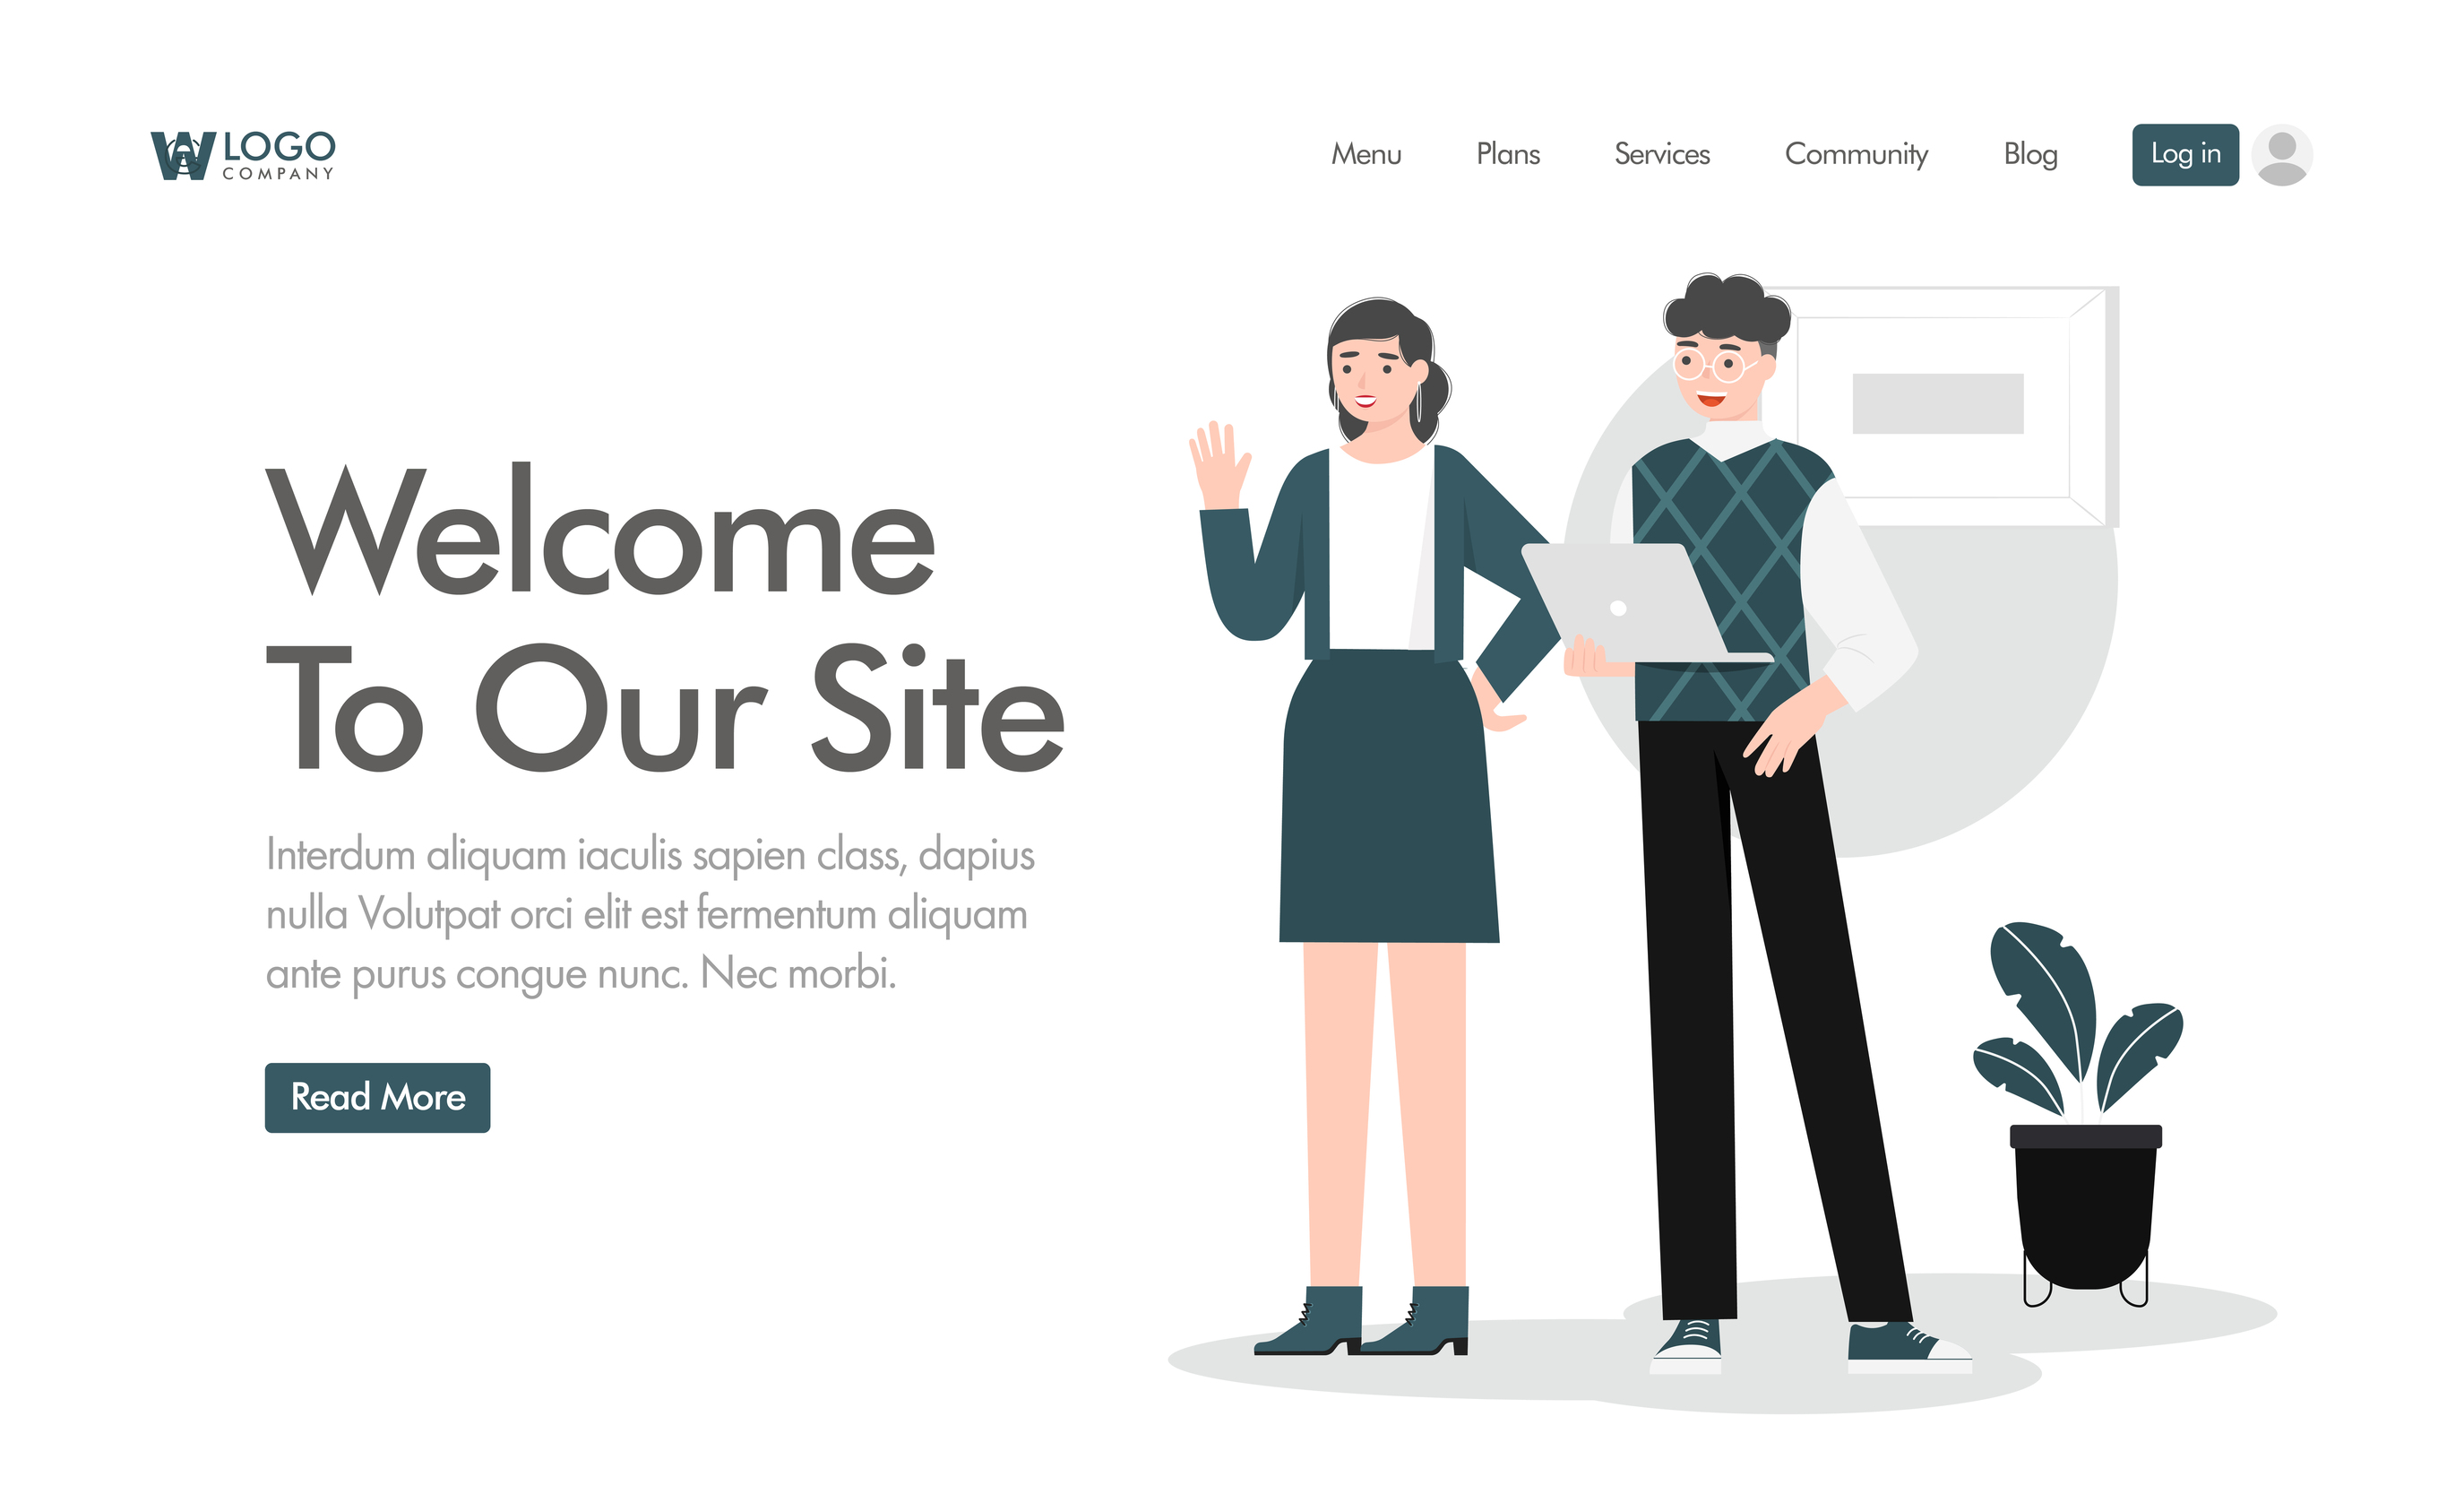 LOGO
COMPANY
Menu Plans Services Community Blog Log in
Welcome
To Our Site
Interdum aliquam iaculis sapien class, dapius
nulla Volutpat orci elit est fermentum aliquam
ante purus congue nunc. Nec morbi.
Read More